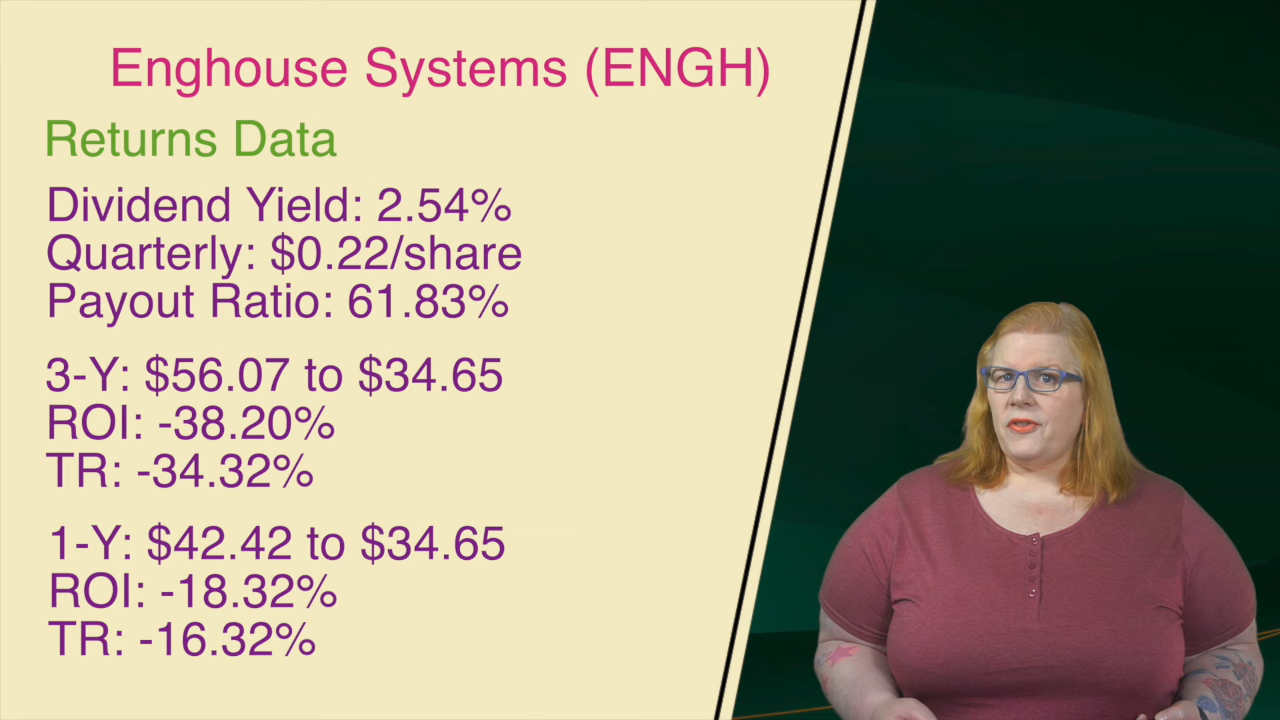 Enghouse Systems (ENGH)
Returns Data
Dividend Yield: 2.54%
Quarterly: $0.22/share
Payout Ratio: 61.83%
3-Y: $56.07 to $34.65
ROI: -38.20%
TR: -34.32%
1-Y: $42.42 to $34.65
ROI: -18.32%
TR: -16.32%